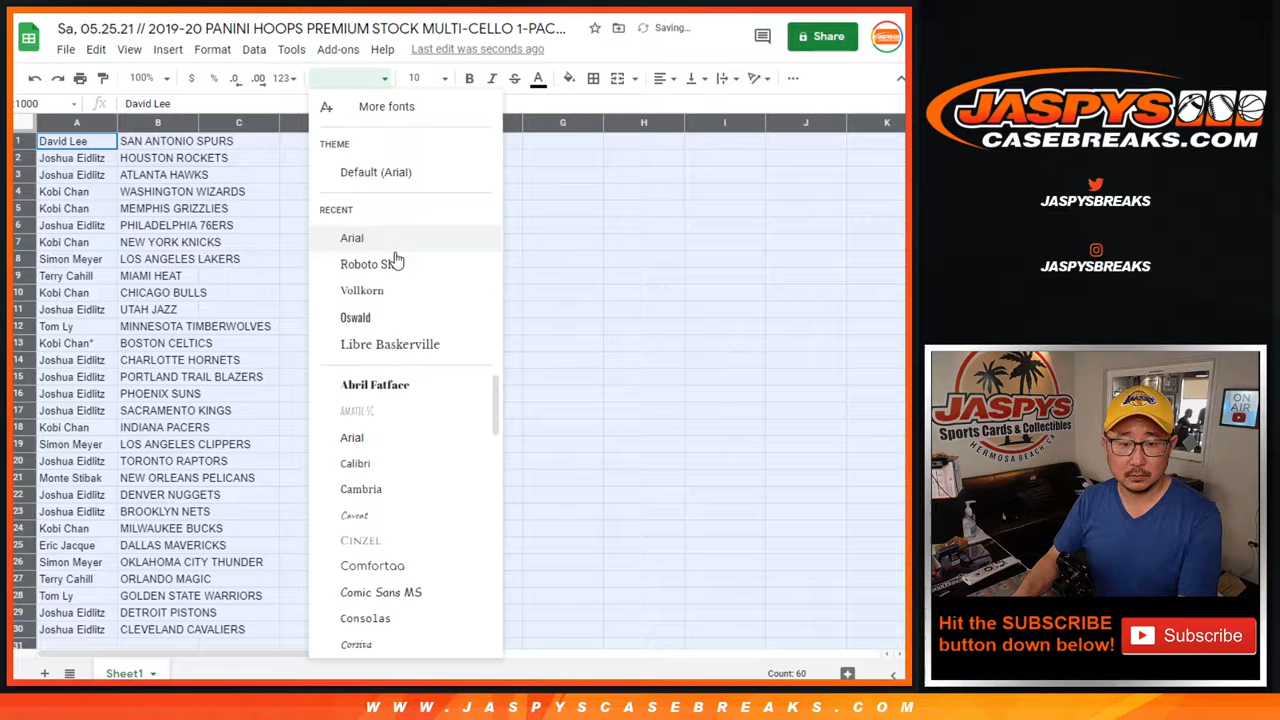 Sa, 05.25.21 // 2019-20 PANINI HOOPS PREMIUM STOCK MULTI-CELLO 1-PAC...
Saving...
Share
File Edit View Insert Format Data Tools Add-ons Help Last edit was seconds ago
100% $ % .0 .00 123 10 B I S A
1000 fx David Lee
More fonts
THEME
Default (Arial)
RECENT
Arial
Roboto
Vollkorn
Oswald
Libre Baskerville
Abril Fatface
AMATIC SC
Arial
Calibri
Cambria
Caveat
CINZEL
Comfortaa
Comic Sans MS
Consolas
Corsiva
A B C G H I J K
1 David Lee SAN ANTONIO SPURS
2 Joshua Eidlitz HOUSTON ROCKETS
3 Joshua Eidlitz ATLANTA HAWKS
4 Kobi Chan WASHINGTON WIZARDS
5 Kobi Chan MEMPHIS GRIZZLIES
6 Joshua Eidlitz PHILADELPHIA 76ERS
7 Kobi Chan NEW YORK KNICKS
8 Simon Meyer LOS ANGELES LAKERS
9 Terry Cahill MIAMI HEAT
10 Kobi Chan CHICAGO BULLS
11 Joshua Eidlitz UTAH JAZZ
12 Tom Ly MINNESOTA TIMBERWOLVES
13 Kobi Chan* BOSTON CELTICS
14 Joshua Eidlitz CHARLOTTE HORNETS
15 Joshua Eidlitz PORTLAND TRAIL BLAZERS
16 Joshua Eidlitz PHOENIX SUNS
17 Joshua Eidlitz SACRAMENTO KINGS
18 Kobi Chan INDIANA PACERS
19 Simon Meyer LOS ANGELES CLIPPERS
20 Joshua Eidlitz TORONTO RAPTORS
21 Monte Stibak NEW ORLEANS PELICANS
22 Joshua Eidlitz DENVER NUGGETS
23 Joshua Eidlitz BROOKLYN NETS
24 Kobi Chan MILWAUKEE BUCKS
25 Eric Jacque DALLAS MAVERICKS
26 Simon Meyer OKLAHOMA CITY THUNDER
27 Terry Cahill ORLANDO MAGIC
28 Tom Ly GOLDEN STATE WARRIORS
29 Joshua Eidlitz DETROIT PISTONS
30 Joshua Eidlitz CLEVELAND CAVALIERS
31
Sheet1
Count: 60
JASPYS
CASEBREAKS.COM
JASPYSBREAKS
JASPYSBREAKS
JASPYS
Sports Cards & Collectibles
HERMOSA BEACH, CA
ON
AIR
Hit the SUBSCRIBE
button down below!
Subscribe
WWW.JASPYSCASEBREAKS.COM